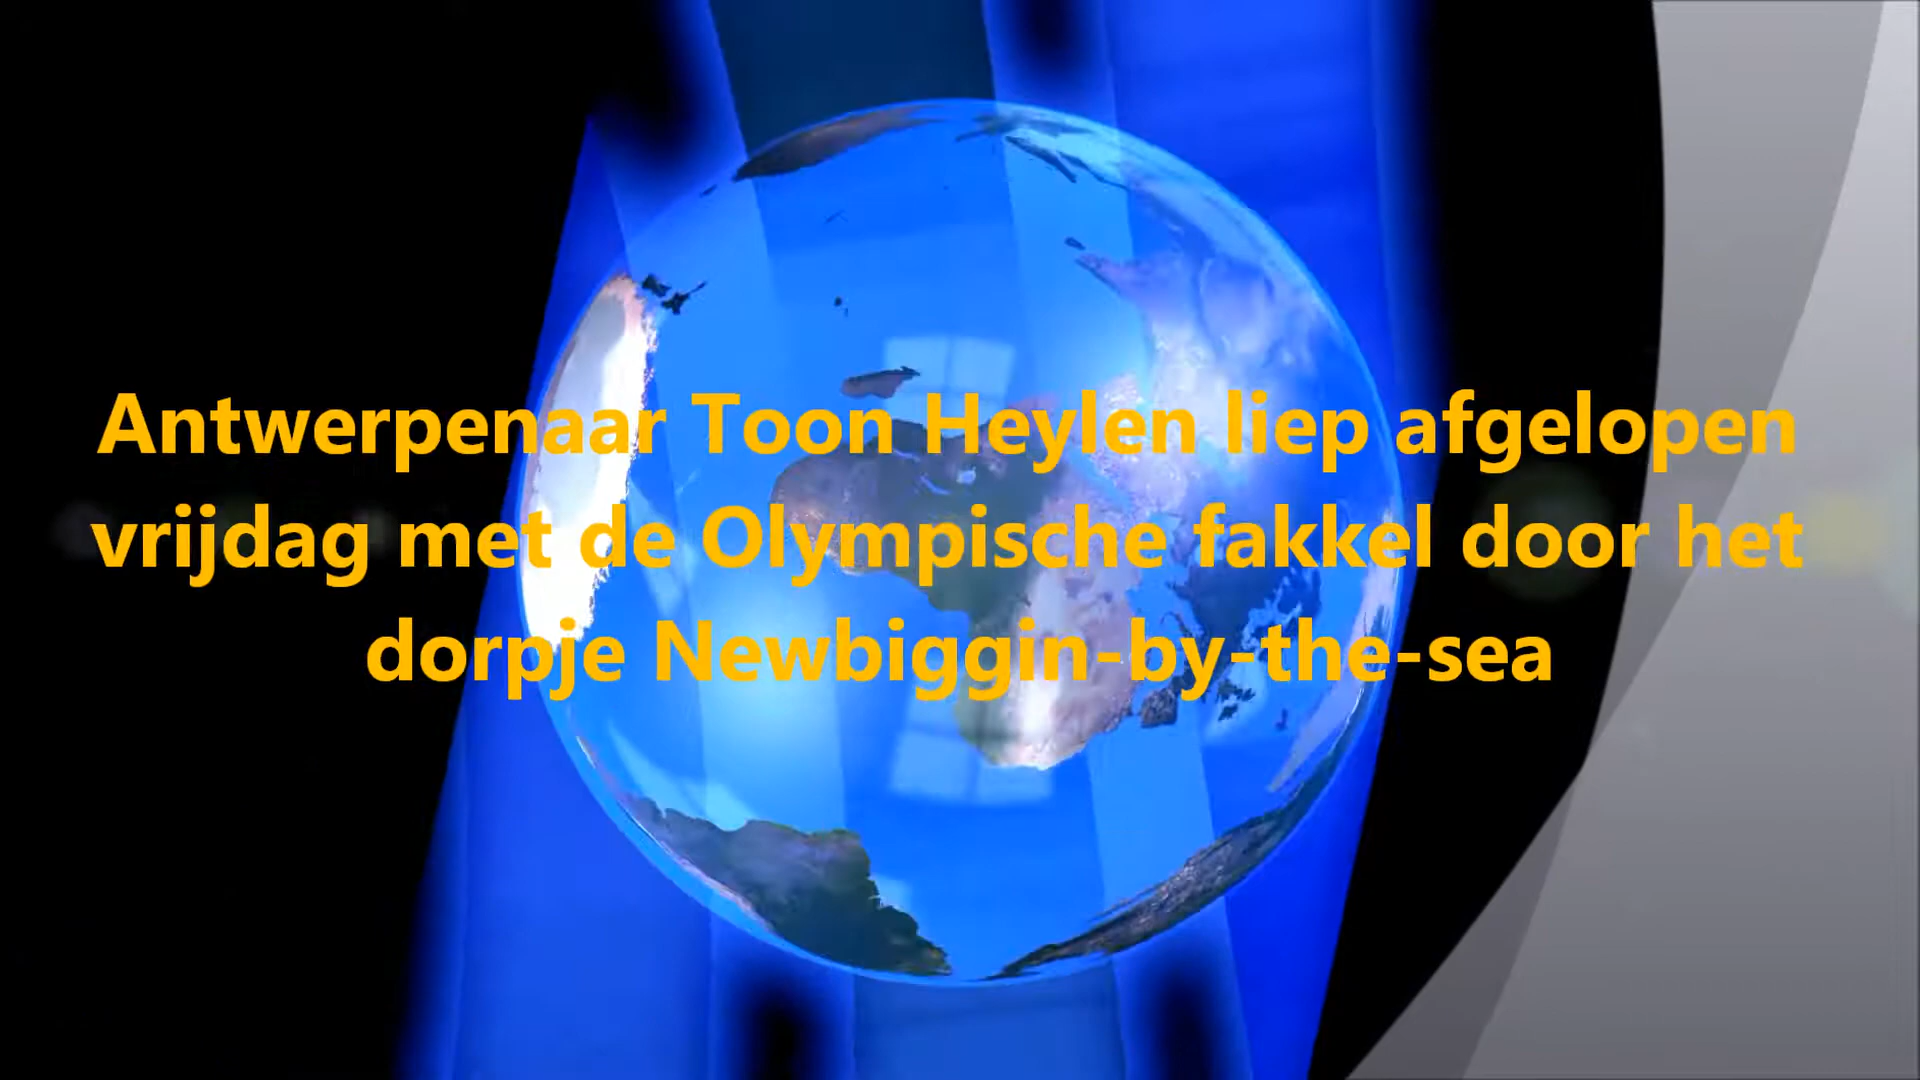 Antwerpenaar Toon Heylen liep afgelopen
vrijdag met de Olympische fakkel door het
dorpje Newbiggin-by-the-sea